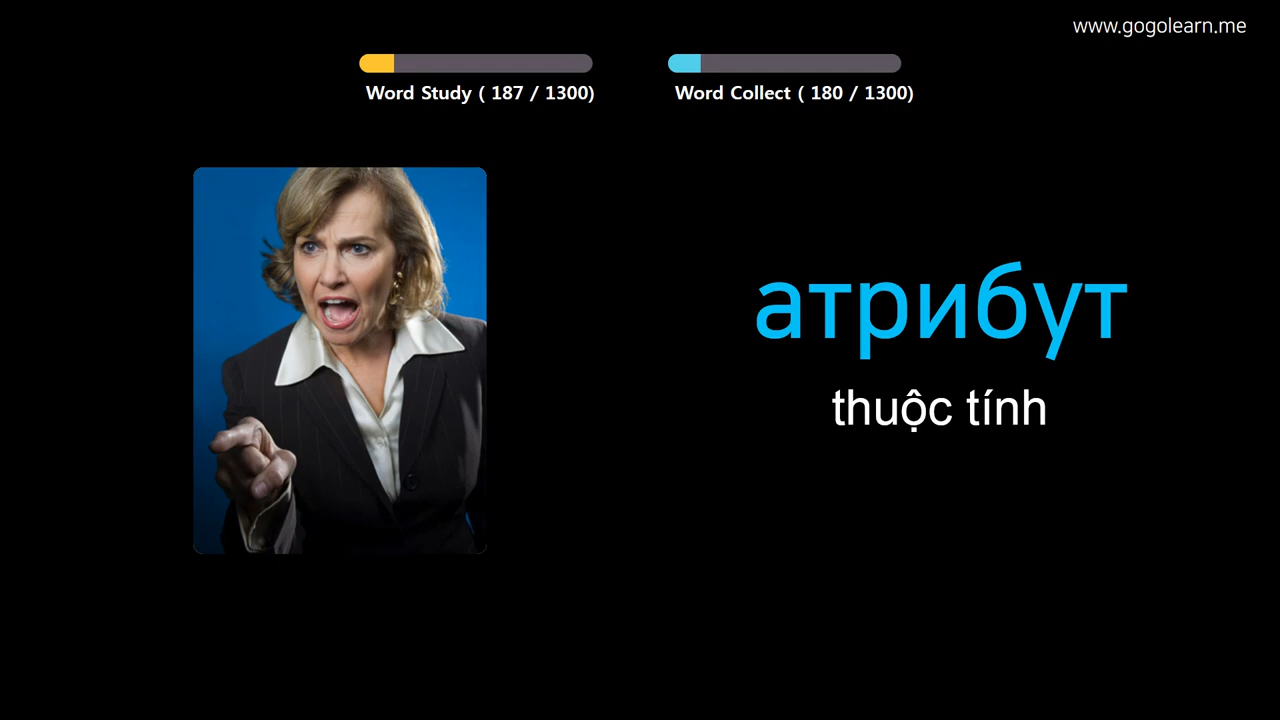 www.gogolearn.me
Word Study ( 187 / 1300)
Word Collect ( 180 / 1300)
атрибут
thuộc tính